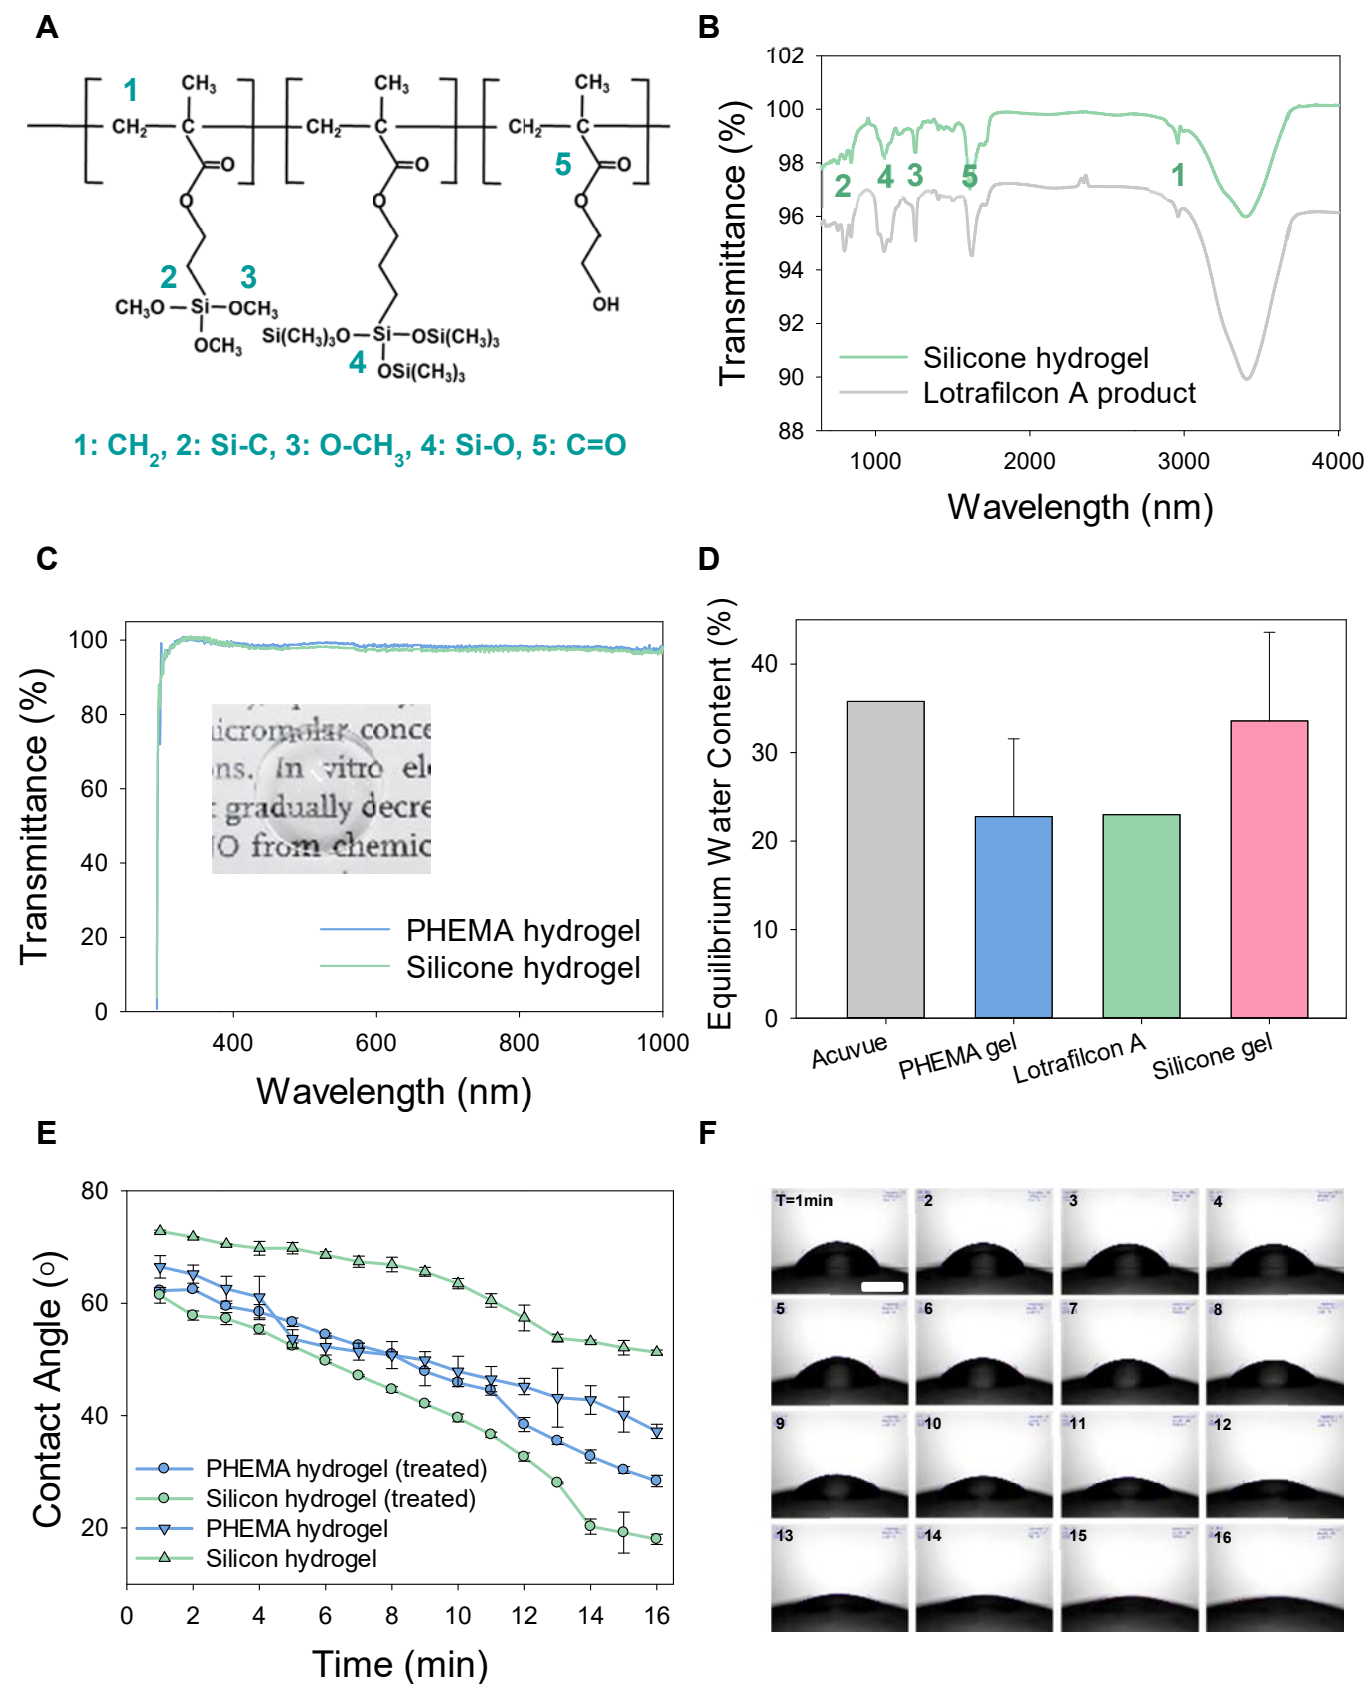 A
1
CH3
CH3
CH3
CH2
C
CH2
C
CH2
C
O
O
5
O
O
O
O
2
3
OH
CH3O
Si
OCH3
OCH3
Si(CH3)3O
Si
OSi(CH3)3
4
OSi(CH3)3
1: CH2, 2: Si-C, 3: O-CH3, 4: Si-O, 5: C=O
B
102
100
98
96
94
92
90
88
Transmittance (%)
2
4
3
5
1
Silicone hydrogel
Lotrafilcon A product
1000
2000
3000
4000
Wavelength (nm)
C
100
80
60
40
20
0
Transmittance (%)
icromolar conce
ns. In vitro ele
gradually decre
O from chemic
PHEMA hydrogel
Silicone hydrogel
400
600
800
1000
Wavelength (nm)
D
40
30
20
10
0
Equilibrium Water Content (%)
Acuvue
PHEMA gel
Lotrafilcon A
Silicone gel
E
80
60
40
20
Contact Angle (o)
PHEMA hydrogel (treated)
Silicon hydrogel (treated)
PHEMA hydrogel
Silicon hydrogel
0
2
4
6
8
10
12
14
16
Time (min)
F
T=1min
2
3
4
5
6
7
8
9
10
11
12
13
14
15
16